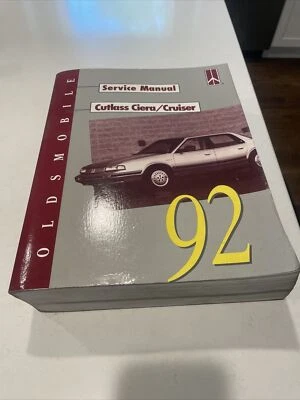 OLDSMOBILE
Service Manual
Cutlass Ciera/Cruiser
92